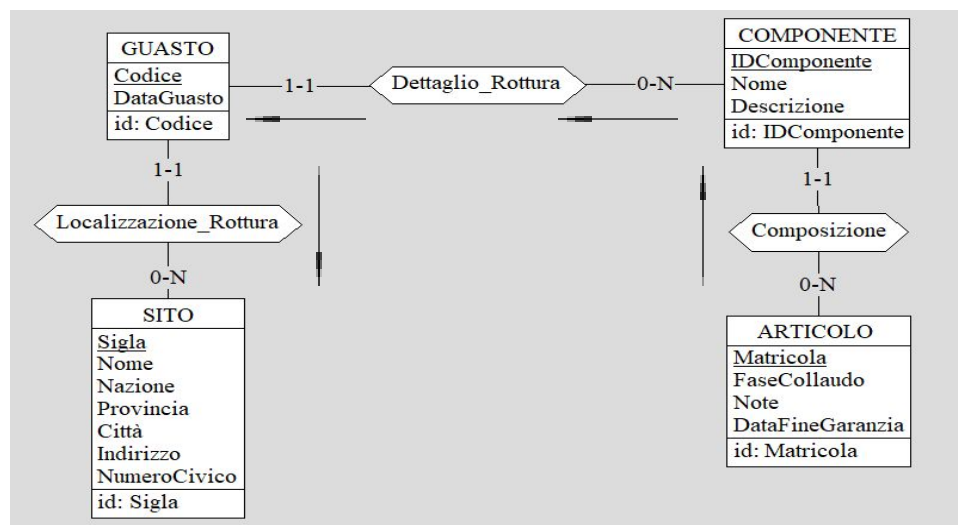 GUASTO
Codice
DataGuasto
id: Codice
1-1
Dettaglio_Rottura
0-N
COMPONENTE
IDComponente
Nome
Descrizione
id: IDComponente
1-1
Localizzazione_Rottura
0-N
1-1
Composizione
0-N
SITO
Sigla
Nome
Nazione
Provincia
Città
Indirizzo
NumeroCivico
id: Sigla
ARTICOLO
Matricola
FaseCollaudo
Note
DataFineGaranzia
id: Matricola